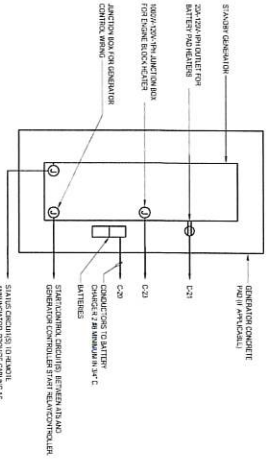 STANDBY GENERATOR
20A-120V-1PH OUTLET FOR
BATTERY PAD HEATERS
1000W-120V-1PH JUNCTION BOX
FOR ENGINE BLOCK HEATER
JUNCTION BOX FOR GENERATOR
CONTROL WIRING
J
J
J
GENERATOR CONCRETE
PAD (IF APPLICABLE)
C-21
C-23
C-20
CONDUCTORS TO BATTERY
CHARGER 2 #8 MINIMUM IN 3/4" C
BATTERIES
START/CONTROL CIRCUIT(S) BETWEEN ATS AND
GENERATOR CONTROLLER START RELAY/CONTROLLER.
STATUS CIRCUIT(S) TO REMOTE